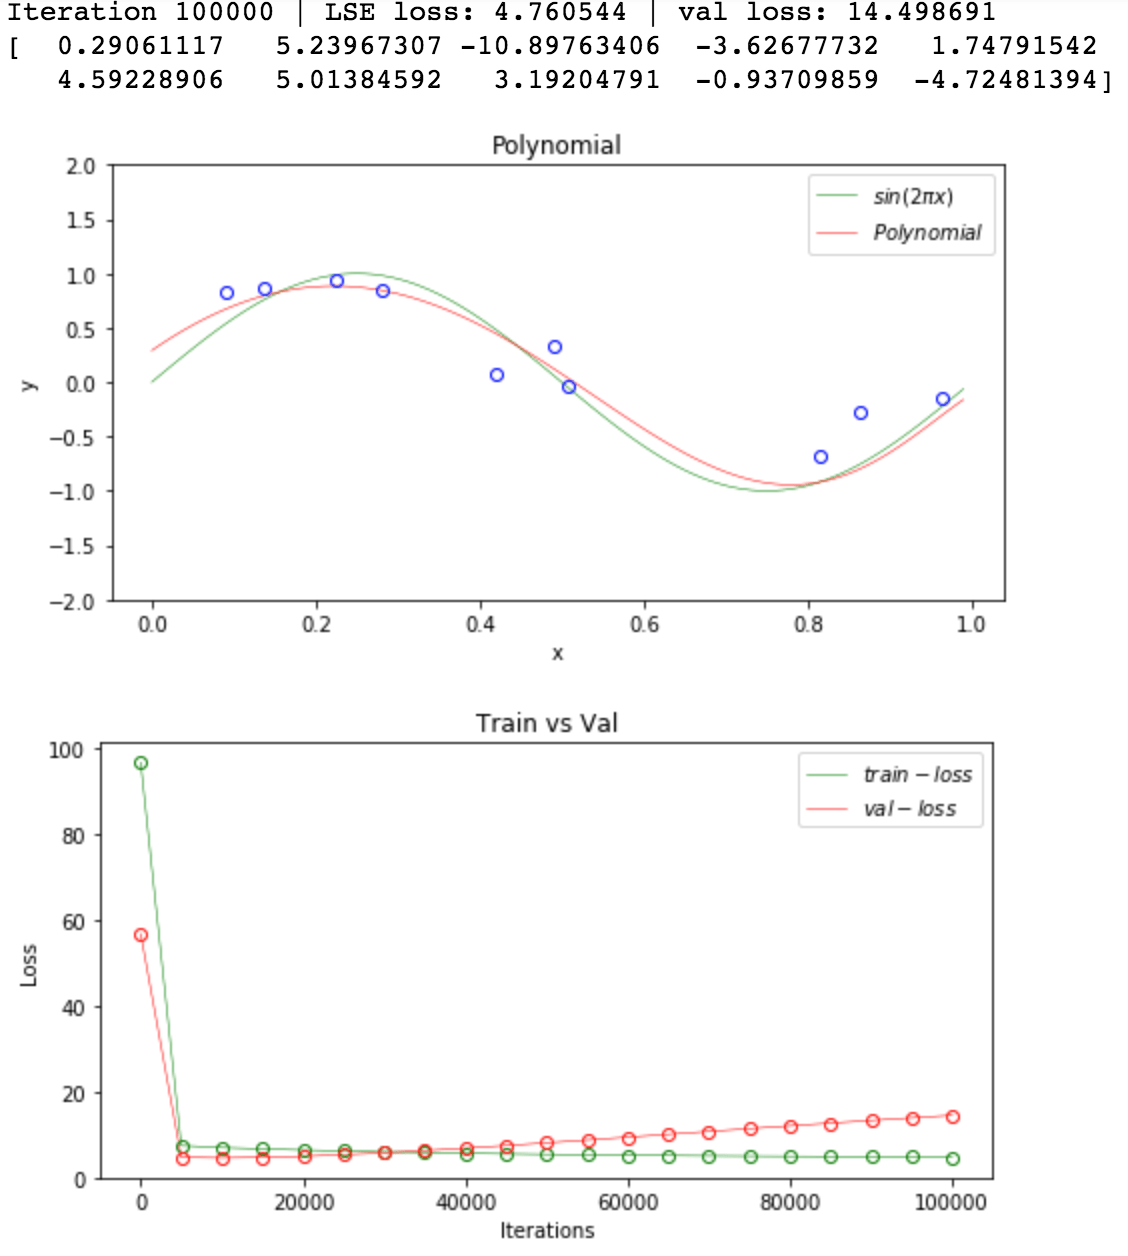 Iteration 100000 | LSE loss: 4.760544 | val loss: 14.498691
[ 0.29061117 5.23967307 -10.89763406 -3.62677732 1.74791542
4.59228906 5.01384592 3.19204791 -0.93709859 -4.72481394]
Polynomial
2.0
1.5
1.0
0.5
0.0
−0.5
−1.0
−1.5
−2.0
y
sin(2πx)
Polynomial
0.0 0.2 0.4 0.6 0.8 1.0
x
Train vs Val
100
80
60
40
20
0
Loss
train − loss
val − loss
0 20000 40000 60000 80000 100000
Iterations